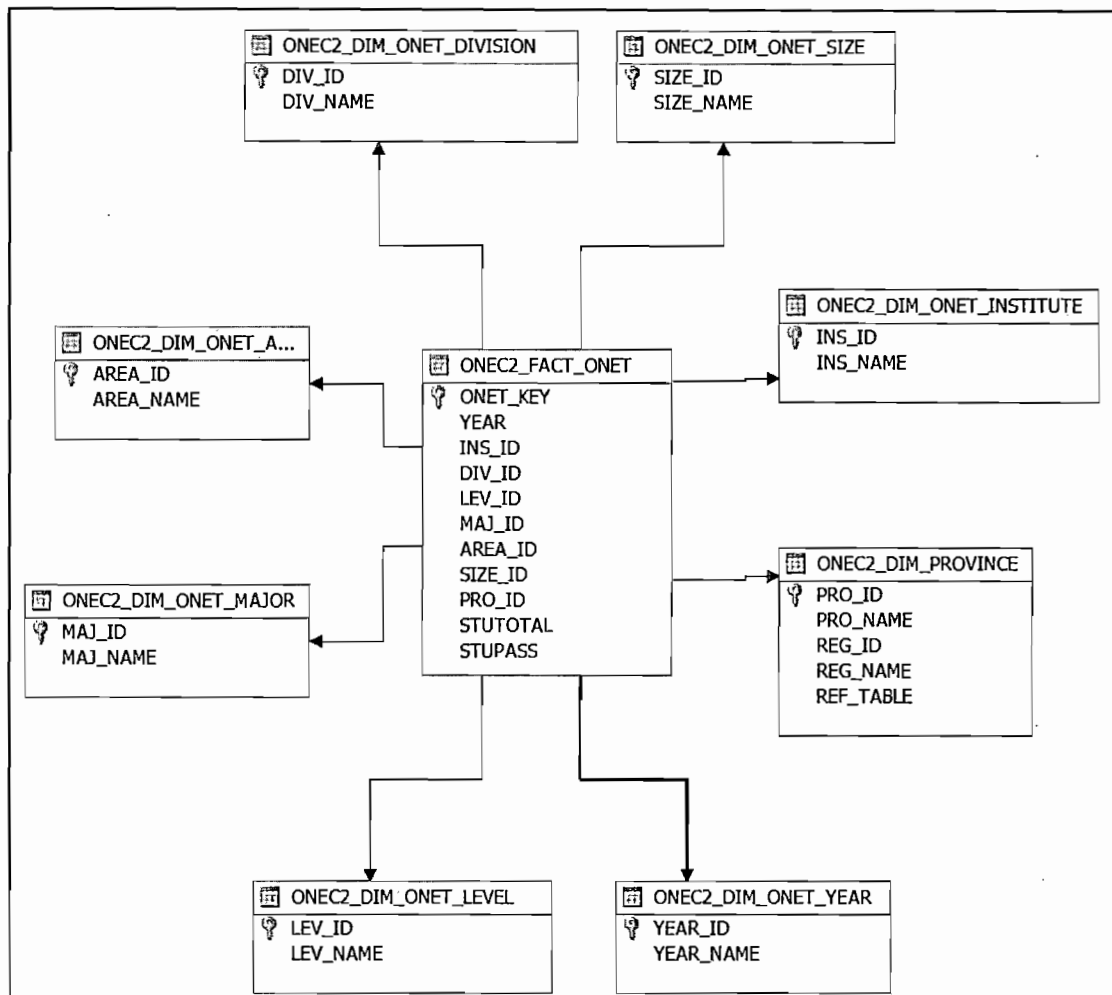 ONEC2_DIM_ONET_DIVISION
DIV_ID
DIV_NAME
ONEC2_DIM_ONET_SIZE
SIZE_ID
SIZE_NAME
ONEC2_DIM_ONET_A...
AREA_ID
AREA_NAME
ONEC2_FACT_ONET
ONET_KEY
YEAR
INS_ID
DIV_ID
LEV_ID
MAJ_ID
AREA_ID
SIZE_ID
PRO_ID
STUTOTAL
STUPASS
ONEC2_DIM_ONET_INSTITUTE
INS_ID
INS_NAME
ONEC2_DIM_ONET_MAJOR
MAJ_ID
MAJ_NAME
ONEC2_DIM_PROVINCE
PRO_ID
PRO_NAME
REG_ID
REG_NAME
REF_TABLE
ONEC2_DIM_ONET_LEVEL
LEV_ID
LEV_NAME
ONEC2_DIM_ONET_YEAR
YEAR_ID
YEAR_NAME